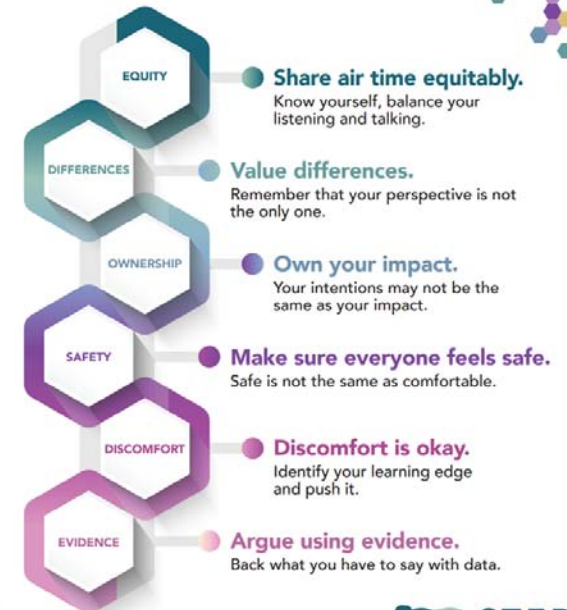 EQUITY
Share air time equitably.
Know yourself, balance your
listening and talking.
DIFFERENCES
Value differences.
Remember that your perspective is not
the only one.
OWNERSHIP
Own your impact.
Your intentions may not be the
same as your impact.
SAFETY
Make sure everyone feels safe.
Safe is not the same as comfortable.
DISCOMFORT
Discomfort is okay.
Identify your learning edge
and push it.
EVIDENCE
Argue using evidence.
Back what you have to say with data.